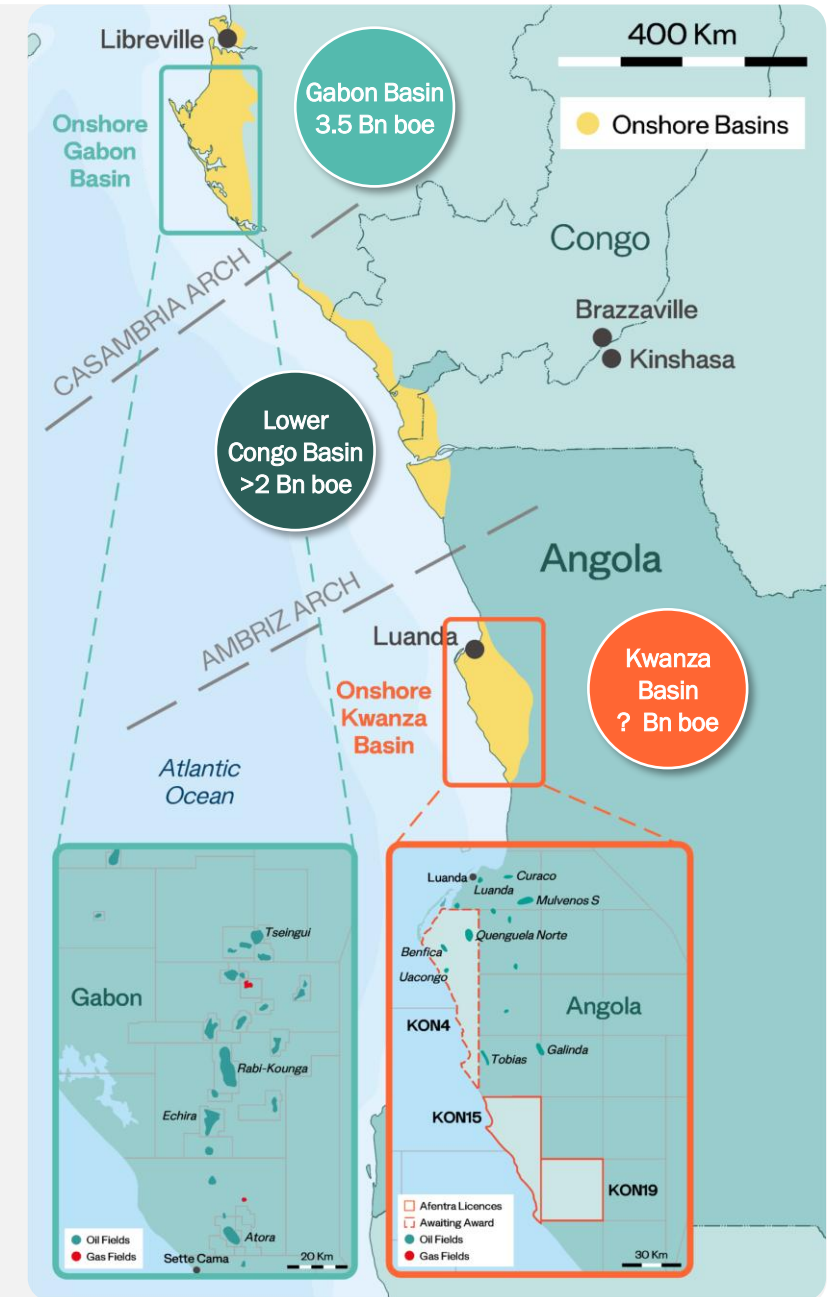 Libreville
400 Km
Gabon Basin
3.5 Bn boe
Onshore Basins
Onshore
Gabon
Basin
Congo
CASAMBRIA ARCH
Brazzaville
Kinshasa
Lower
Congo Basin
>2 Bn boe
Angola
AMBRIZ ARCH
Luanda
Kwanza
Basin
? Bn boe
Onshore
Kwanza
Basin
Atlantic
Ocean
Tseingui
Gabon
Rabi-Kounga
Echira
Atora
Oil Fields
Gas Fields
Sette Cama
20 Km
Luanda
Curaco
Luanda
Mulvenos S
Quenguela Norte
Benfica
Uacongo
Angola
KON4
Galinda
Tobias
KON15
KON19
Afentra Licences
Awaiting Award
Oil Fields
Gas Fields
30 Km